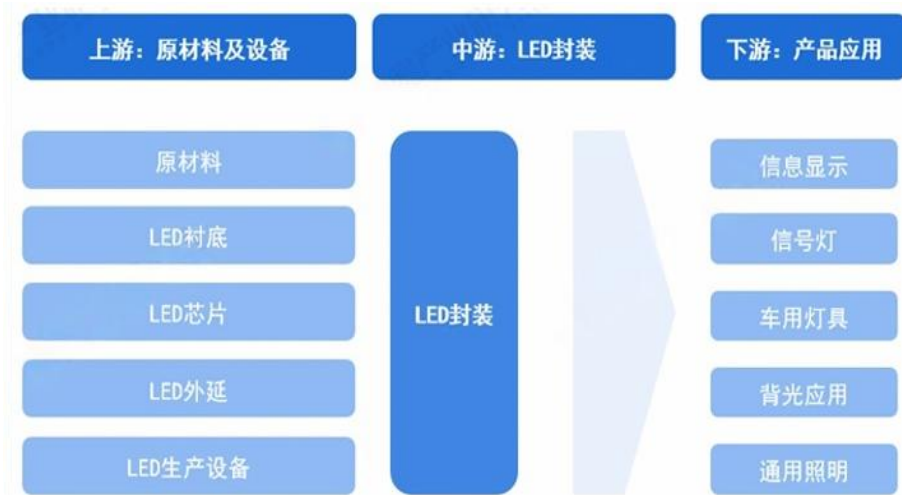 上游：原材料及设备
中游：LED封装
下游：产品应用
原材料
LED衬底
LED芯片
LED外延
LED生产设备
LED封装
信息显示
信号灯
车用灯具
背光应用
通用照明